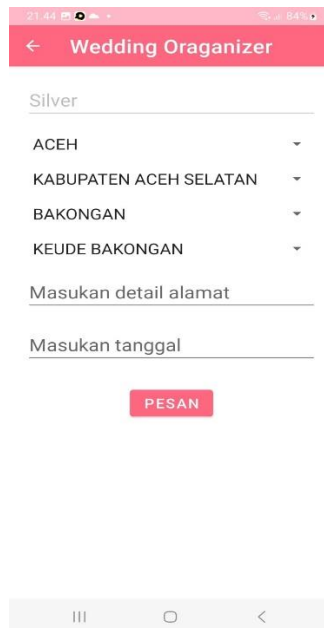 21.44 84%
Wedding Oraganizer
Silver
ACEH
KABUPATEN ACEH SELATAN
BAKONGAN
KEUDE BAKONGAN
Masukan detail alamat
Masukan tanggal
PESAN